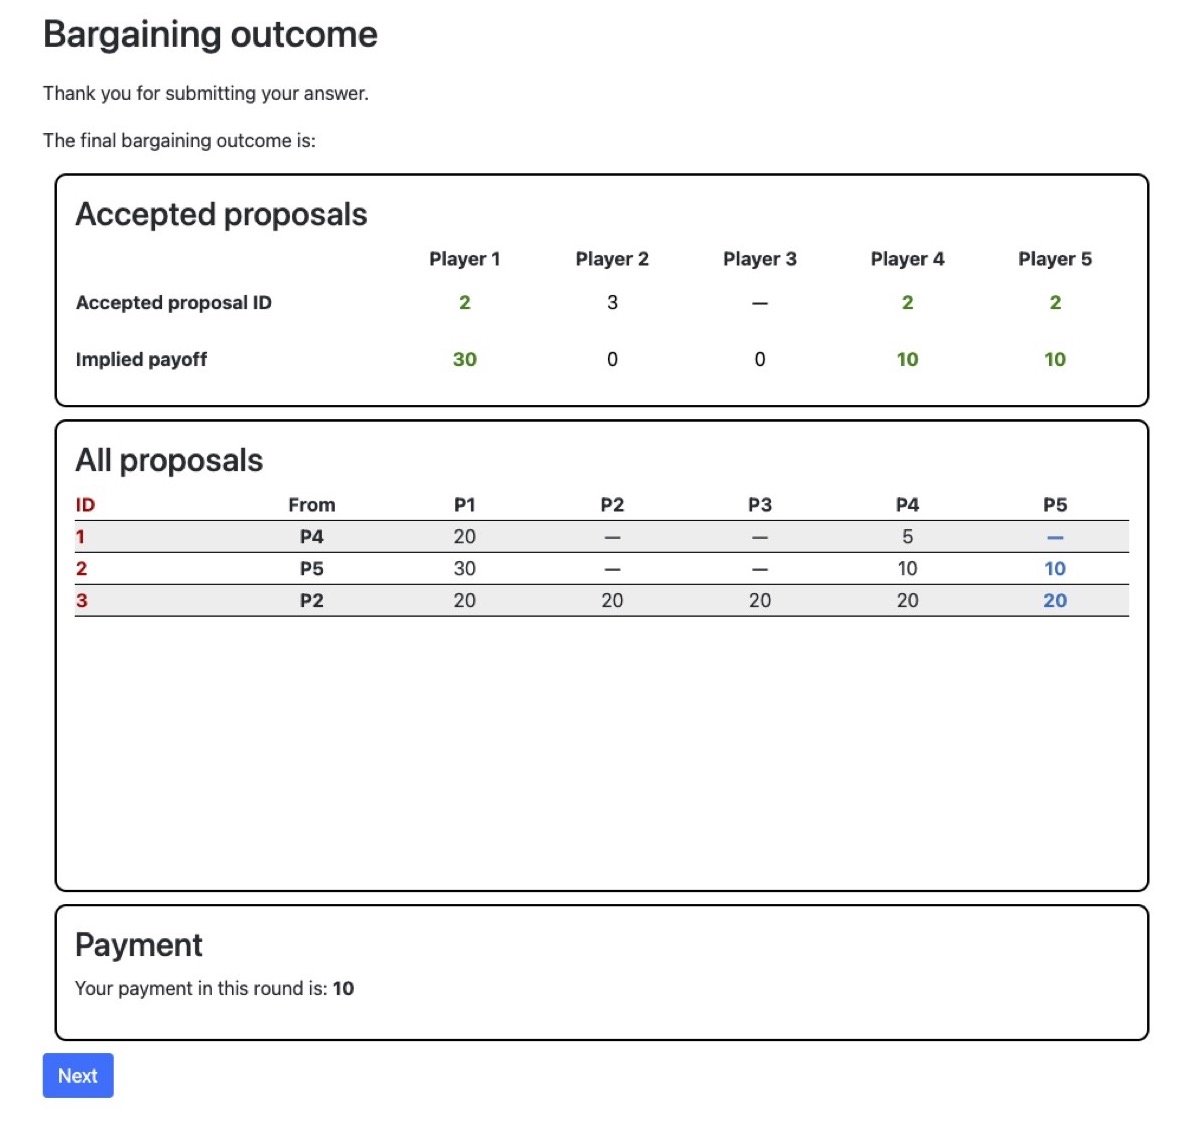 Bargaining outcome
Thank you for submitting your answer.
The final bargaining outcome is:
Accepted proposals
Player 1 Player 2 Player 3 Player 4 Player 5
Accepted proposal ID 2 3 – 2 2
Implied payoff 30 0 0 10 10
All proposals
ID From P1 P2 P3 P4 P5
1 P4 20 – – 5 –
2 P5 30 – – 10 10
3 P2 20 20 20 20 20
Payment
Your payment in this round is: 10
Next